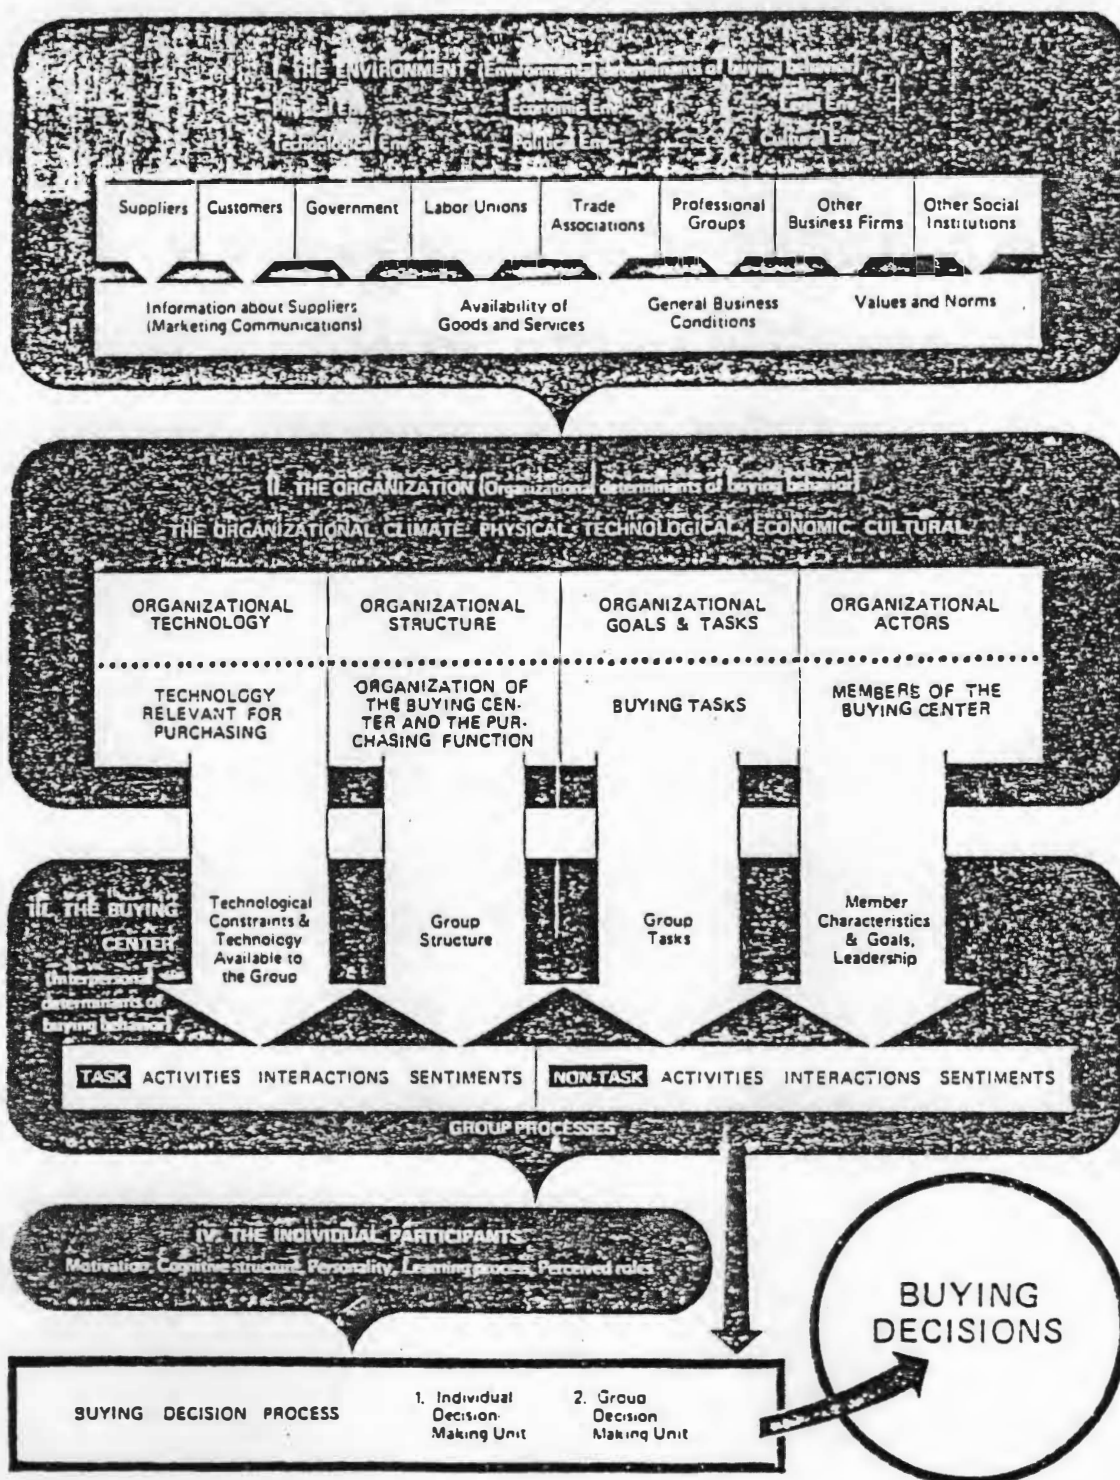 I. THE ENVIRONMENT (Environmental determinants of buying behavior)
Physical Env. Economic Env. Legal Env.
Technological Env. Political Env. Cultural Env.
Suppliers
Customers
Government
Labor Unions
Trade
Associations
Professional
Groups
Other
Business Firms
Other Social
Institutions
Information about Suppliers
(Marketing Communications)
Availability of
Goods and Services
General Business
Conditions
Values and Norms
II. THE ORGANIZATION (Organizational determinants of buying behavior)
THE ORGANIZATIONAL CLIMATE: PHYSICAL, TECHNOLOGICAL, ECONOMIC, CULTURAL
ORGANIZATIONAL
TECHNOLOGY
ORGANIZATIONAL
STRUCTURE
ORGANIZATIONAL
GOALS & TASKS
ORGANIZATIONAL
ACTORS
TECHNOLOGY
RELEVANT FOR
PURCHASING
ORGANIZATION OF
THE BUYING CEN-
TER AND THE PUR-
CHASING FUNCTION
BUYING TASKS
MEMBERS OF THE
BUYING CENTER
III. THE BUYING
CENTER
(Interpersonal
determinants of
buying behavior)
Technological
Constraints &
Technology
Available to
the Group
Group
Structure
Group
Tasks
Member
Characteristics
& Goals,
Leadership
TASK ACTIVITIES INTERACTIONS SENTIMENTS
NON-TASK ACTIVITIES INTERACTIONS SENTIMENTS
GROUP PROCESSES
IV. THE INDIVIDUAL PARTICIPANTS
Motivation, Cognitive structure, Personality, Learning process, Perceived roles
BUYING DECISION PROCESS
1. Individual
Decision-
Making Unit
2. Group
Decision
Making Unit
BUYING
DECISIONS